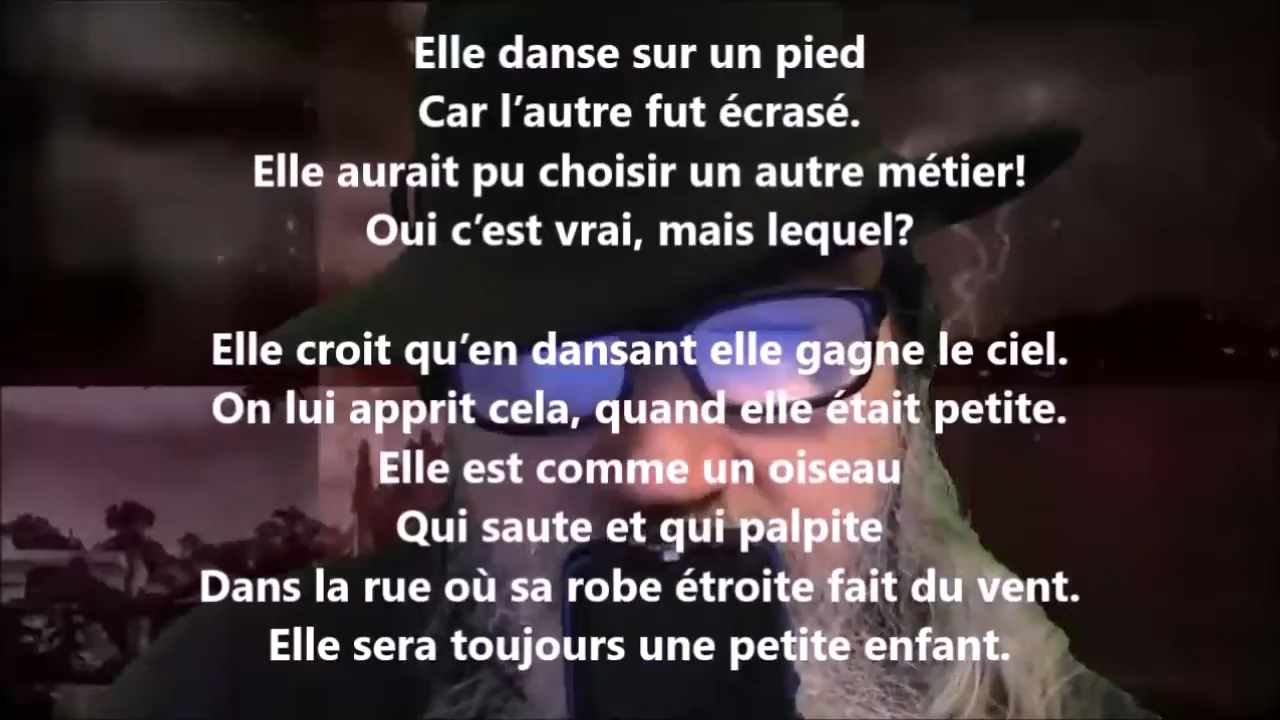 Elle danse sur un pied
Car l’autre fut écrasé.
Elle aurait pu choisir un autre métier!
Oui c’est vrai, mais lequel?
Elle croit qu’en dansant elle gagne le ciel.
On lui apprit cela, quand elle était petite.
Elle est comme un oiseau
Qui saute et qui palpite
Dans la rue où sa robe étroite fait du vent.
Elle sera toujours une petite enfant.